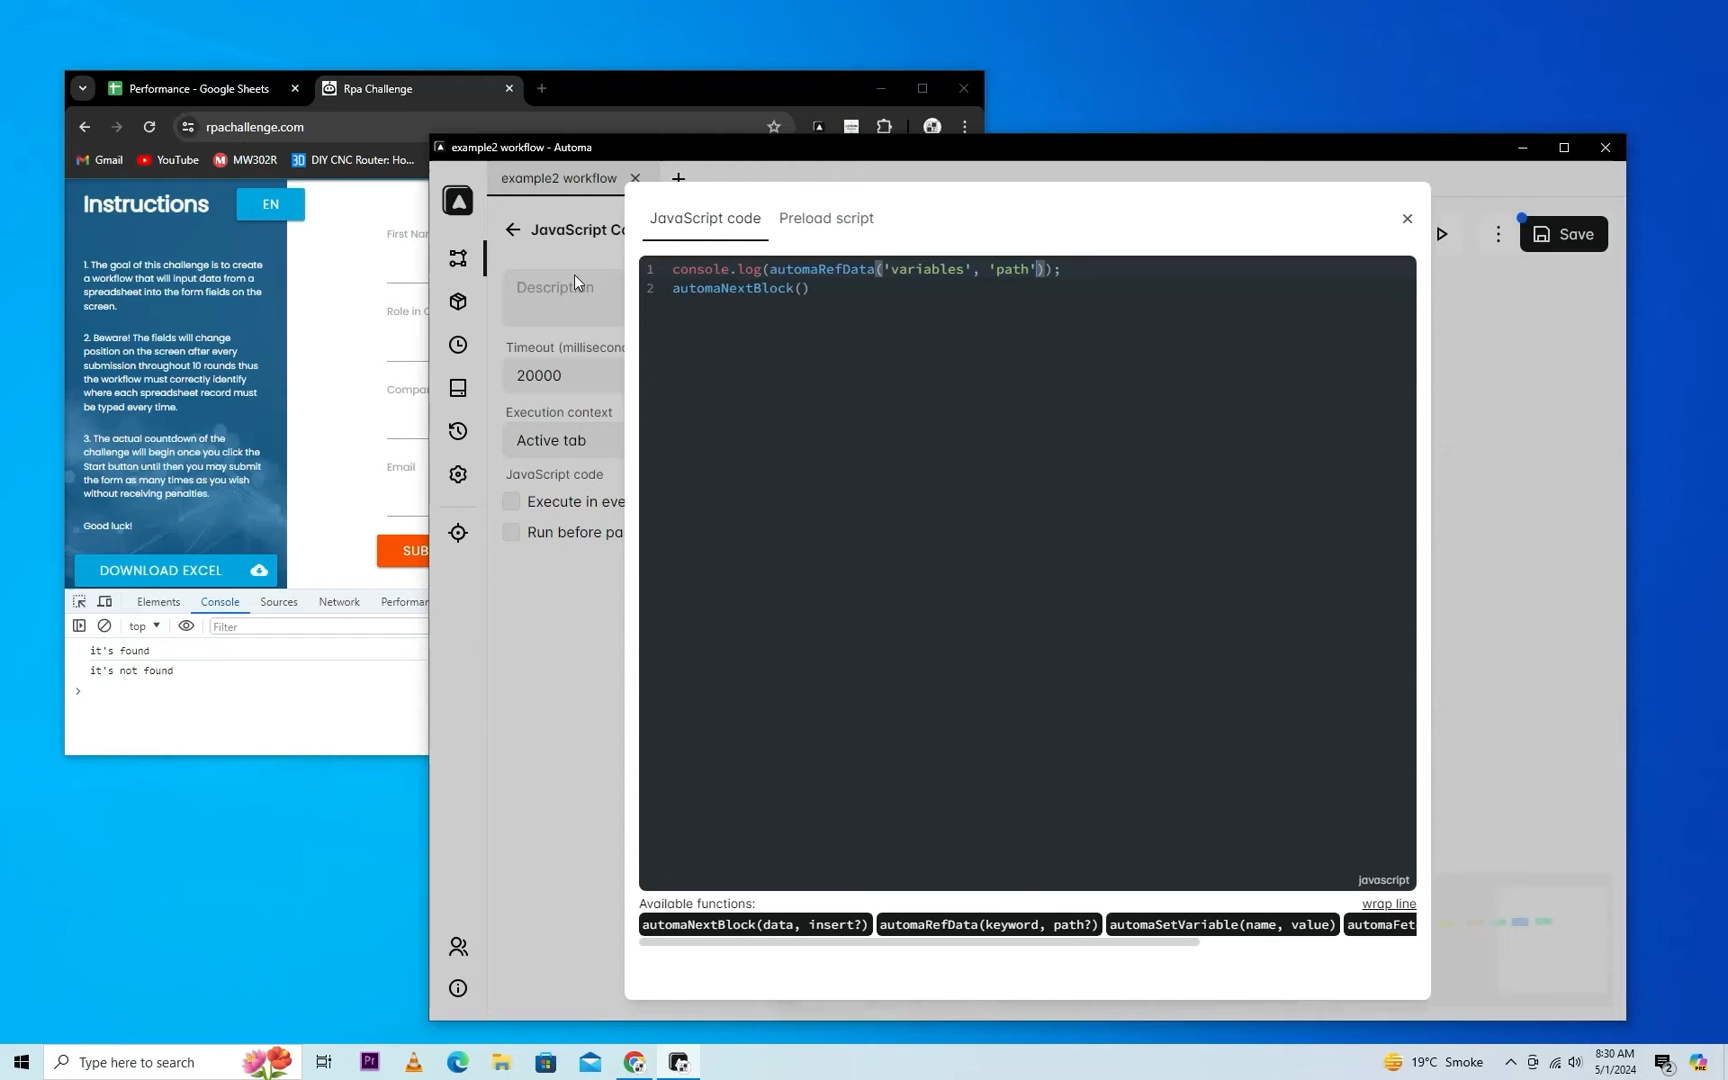 Performance - Google Sheets
Rpa Challenge
rpachallenge.com
Gmail
YouTube
MW302R
DIY CNC Router: Ho...
Instructions
EN
1. The goal of this challenge is to create
a workflow that will input data from a
spreadsheet into the form fields on the
screen.
2. Beware! The fields will change
position on the screen after every
submission throughout 10 rounds thus
the workflow must correctly identify
where each spreadsheet record must
be typed every time.
3. The actual countdown of the
challenge will begin once you click the
Start button until then you may submit
the form as many times as you wish
without receiving penalties.
Good luck!
DOWNLOAD EXCEL
First Nam
Role in C
Compan
Email
SUB
Elements
Console
Sources
Network
Performan
top
Filter
it's found
it's not found
example2 workflow - Automa
example2 workflow
JavaScript Co
Description
Timeout (millisecond
20000
Execution context
Active tab
JavaScript code
Execute in eve
Run before pa
Save
JavaScript code
Preload script
1 console.log(automaRefData('variables', 'path'));
2 automaNextBlock()
javascript
Available functions:
wrap line
automaNextBlock(data, insert?)
automaRefData(keyword, path?)
automaSetVariable(name, value)
automaFet
Type here to search
Pr
19°C Smoke
8:30 AM
5/1/2024
2
PRE